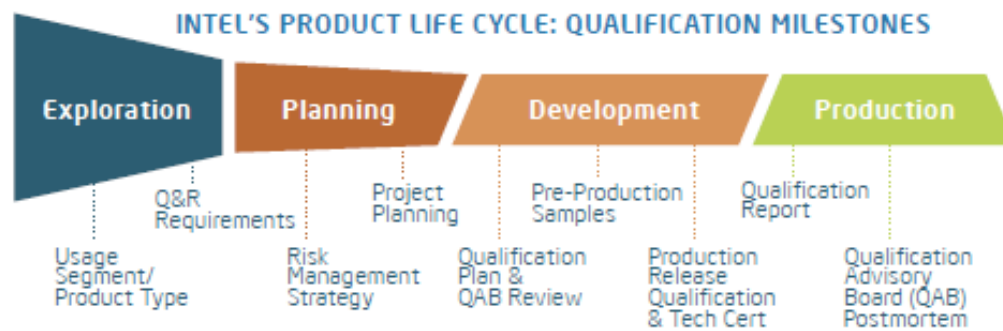 INTEL'S PRODUCT LIFE CYCLE: QUALIFICATION MILESTONES
Exploration
Planning
Development
Production
Q&R
Requirements
Project
Planning
Pre-Production
Samples
Qualification
Report
Usage
Segment/
Product Type
Risk
Management
Strategy
Qualification
Plan &
QAB Review
Production
Release
Qualification
& Tech Cert
Qualification
Advisory
Board (QAB)
Postmortem